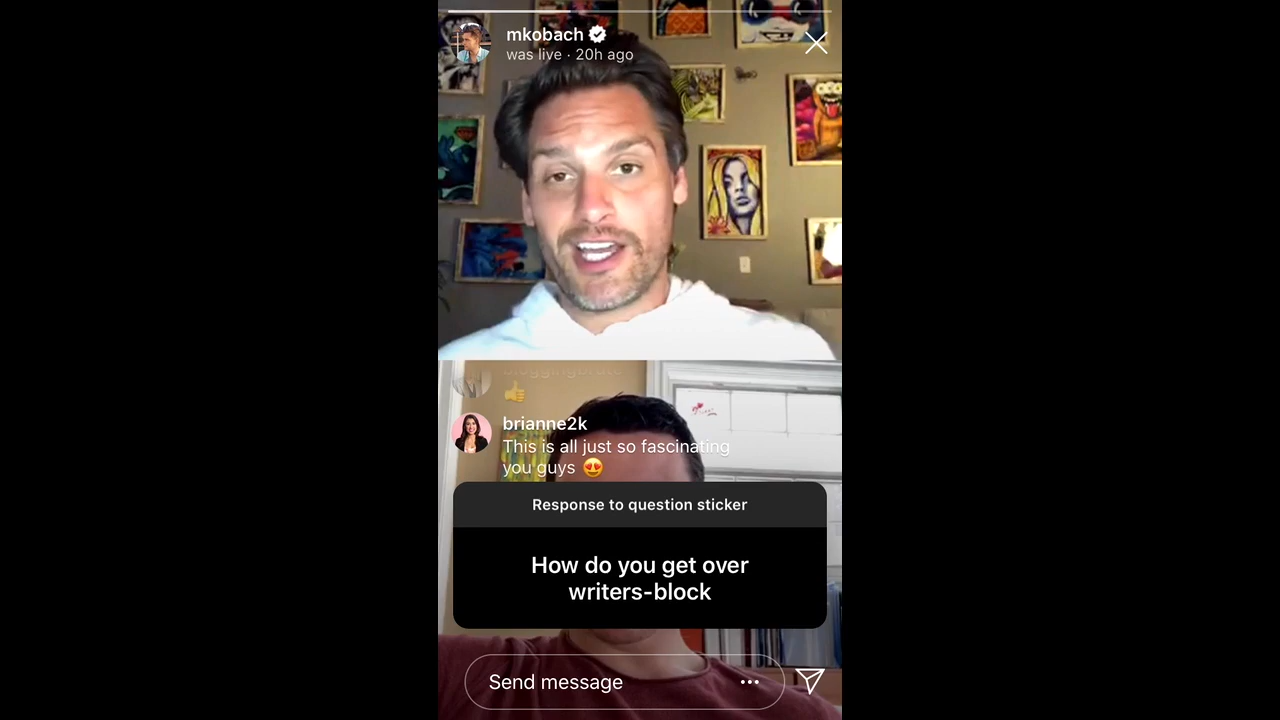 mkobach
was live · 20h ago
👍
brianne2k
This is all just so fascinating
you guys 😍
Response to question sticker
How do you get over
writers-block
Send message